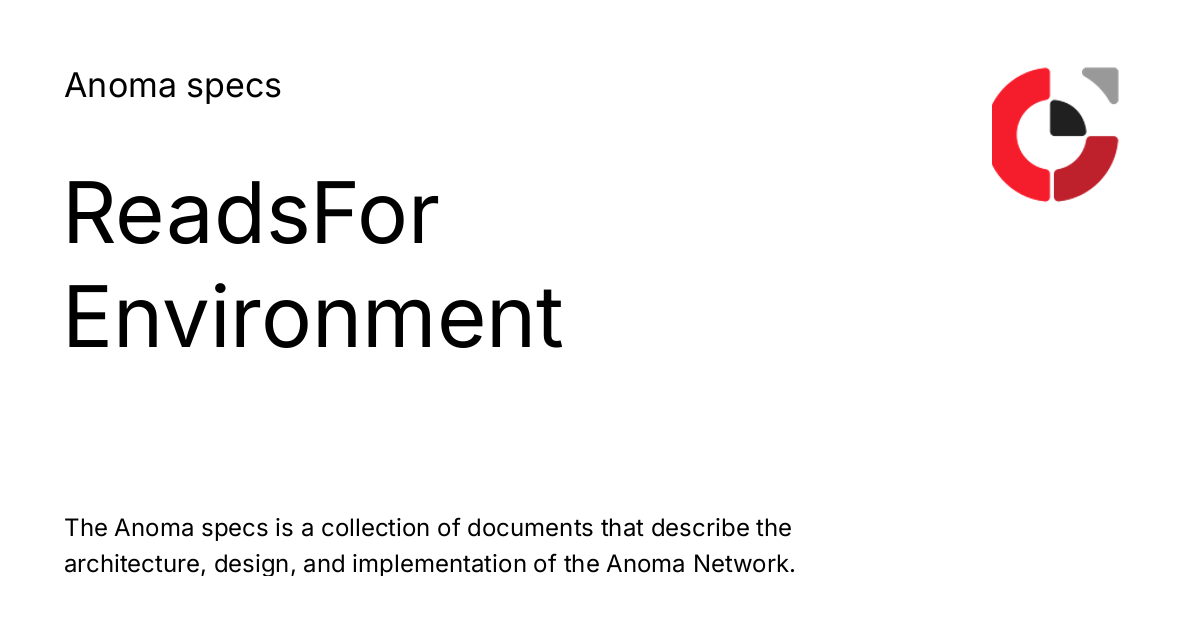 Anoma specs
ReadsFor
Environment
The Anoma specs is a collection of documents that describe the
architecture, design, and implementation of the Anoma Network.